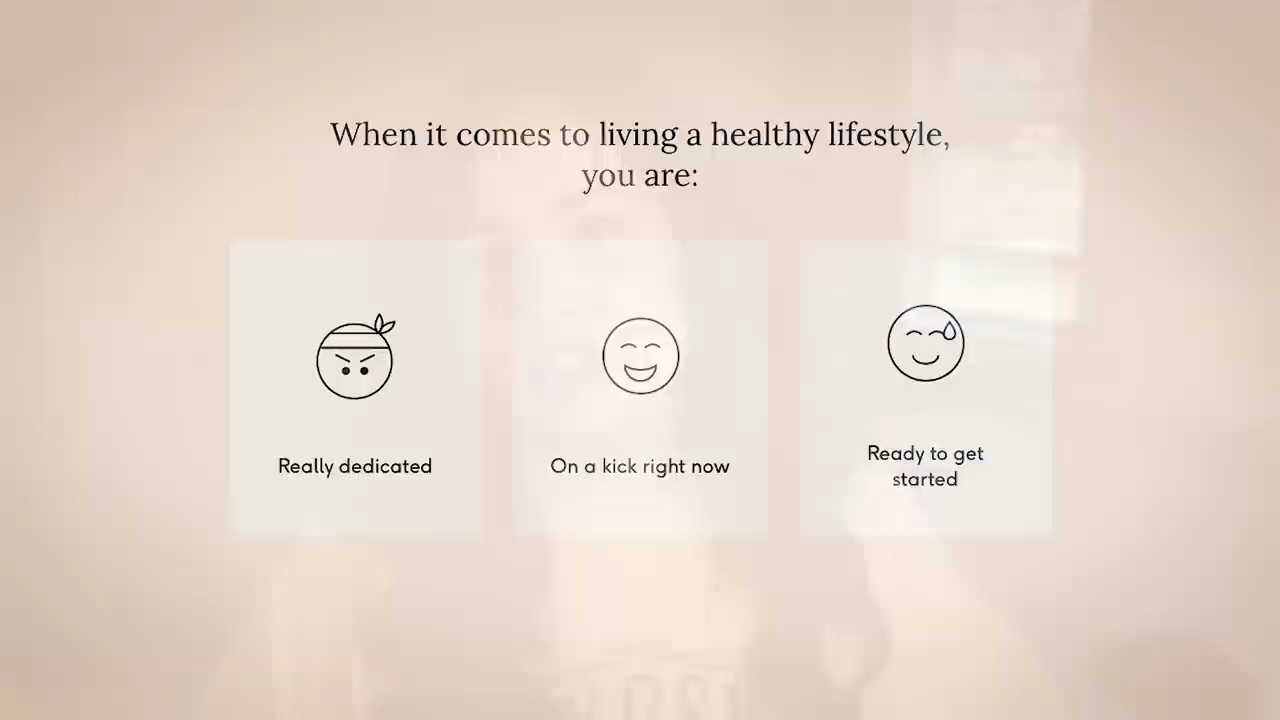 When it comes to living a healthy lifestyle,
you are:
Really dedicated
On a kick right now
Ready to get
started